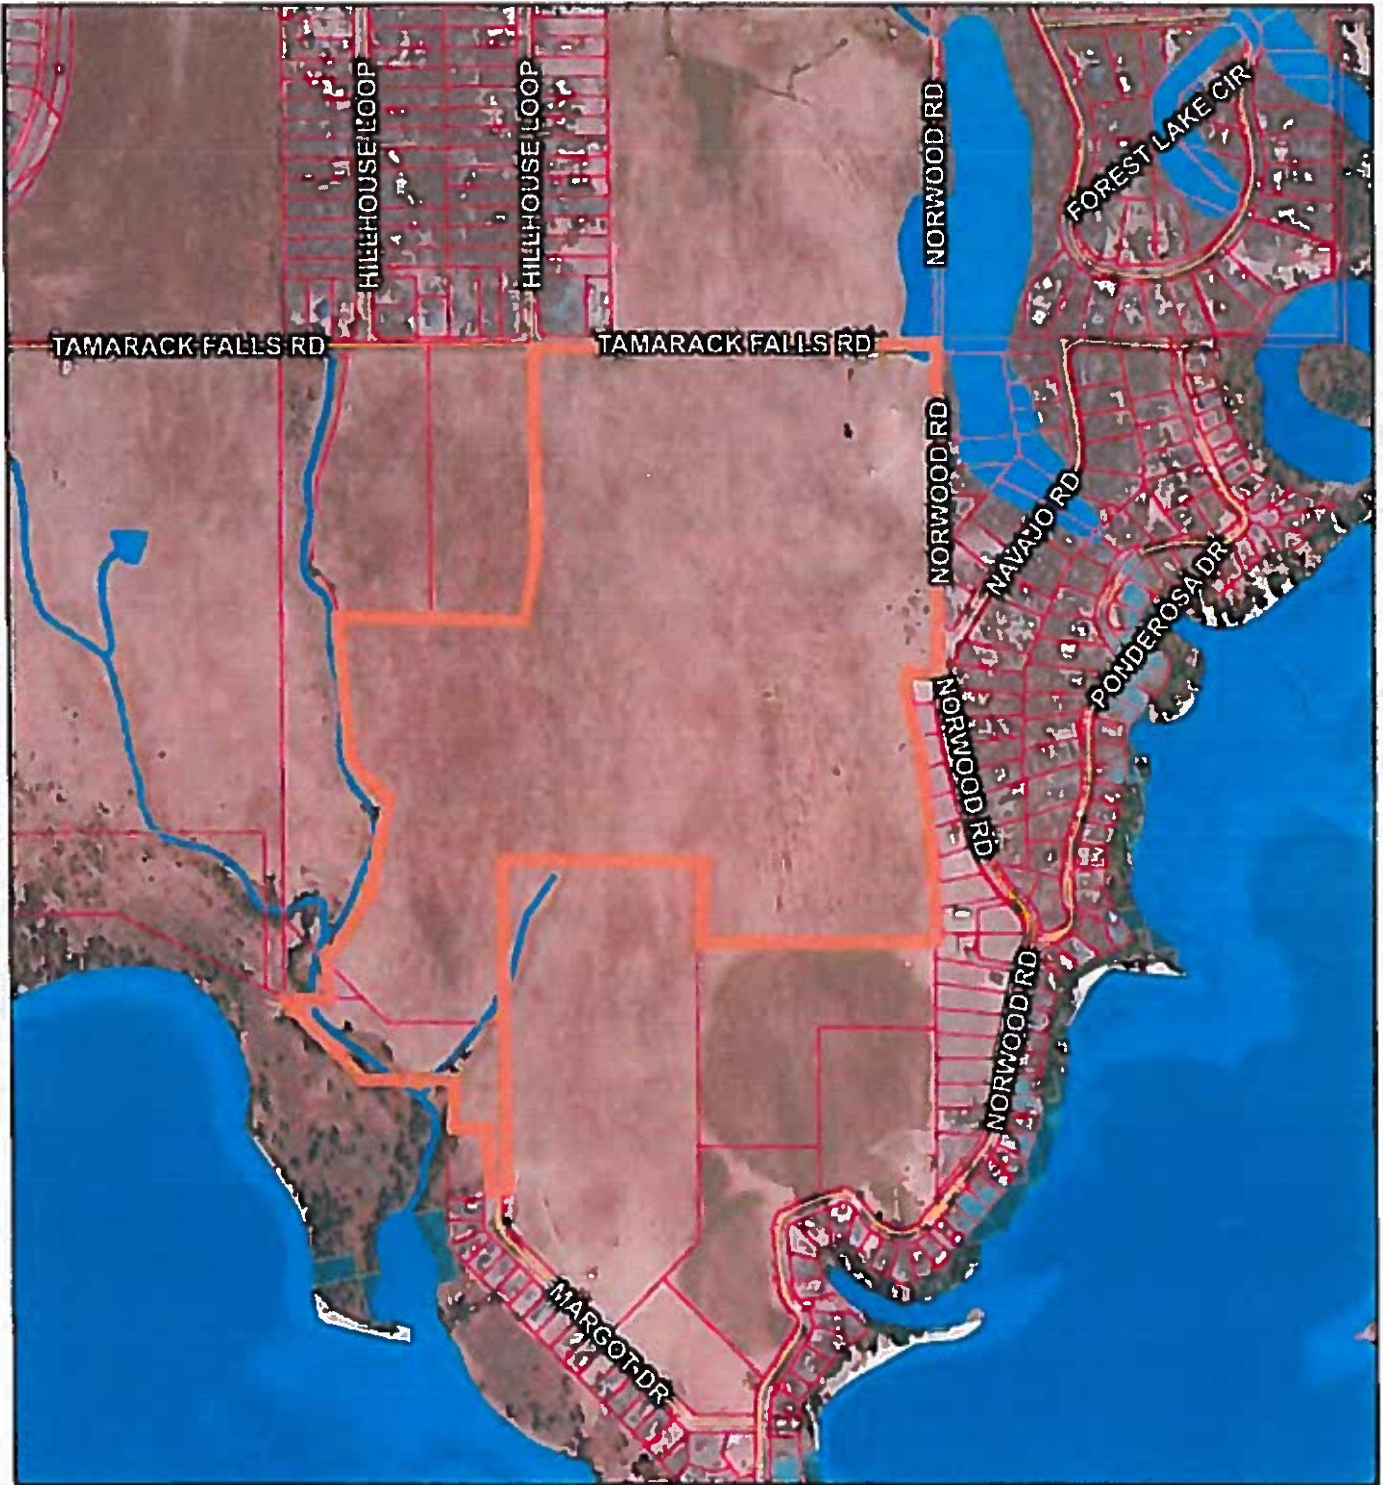 HILLHOUSE LOOP
HILLHOUSE LOOP
NORWOOD RD
FOREST LAKE CIR
TAMARACK FALLS RD
TAMARACK FALLS RD
NORWOOD RD
NAVAJO RD
PONDEROSA DR
NORWOOD RD
NORWOOD RD
MARGOT DR